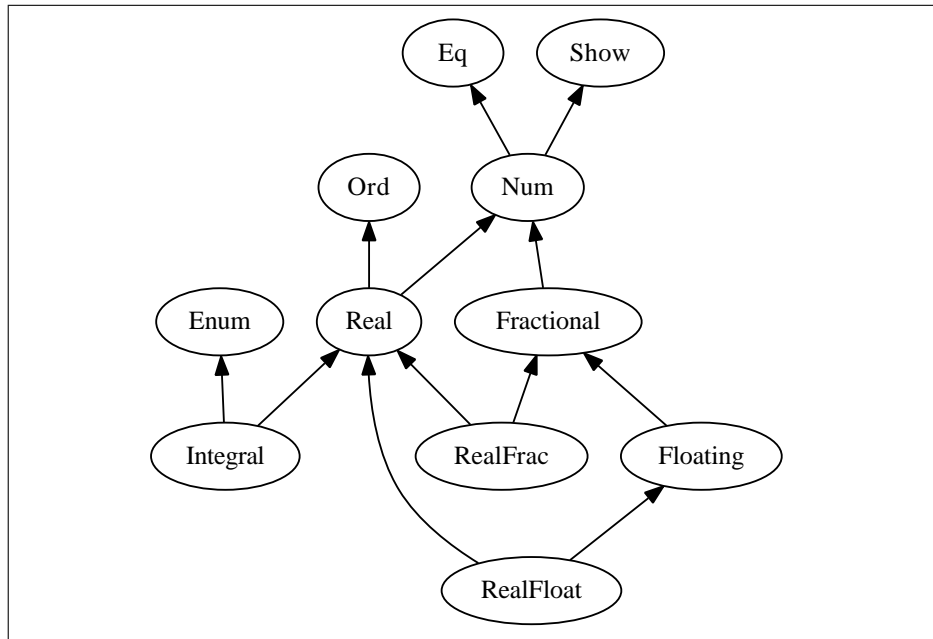 Eq
Show
Ord
Num
Enum
Real
Fractional
Integral
RealFrac
Floating
RealFloat